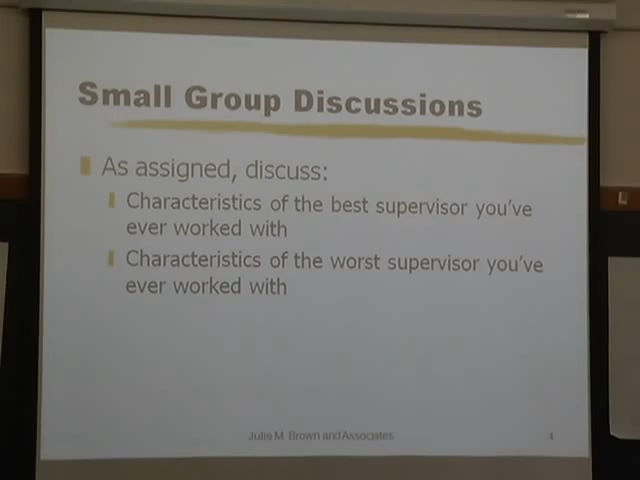 Small Group Discussions
As assigned, discuss:
Characteristics of the best supervisor you've
ever worked with
Characteristics of the worst supervisor you've
ever worked with
Julie M. Brown and Associates
4